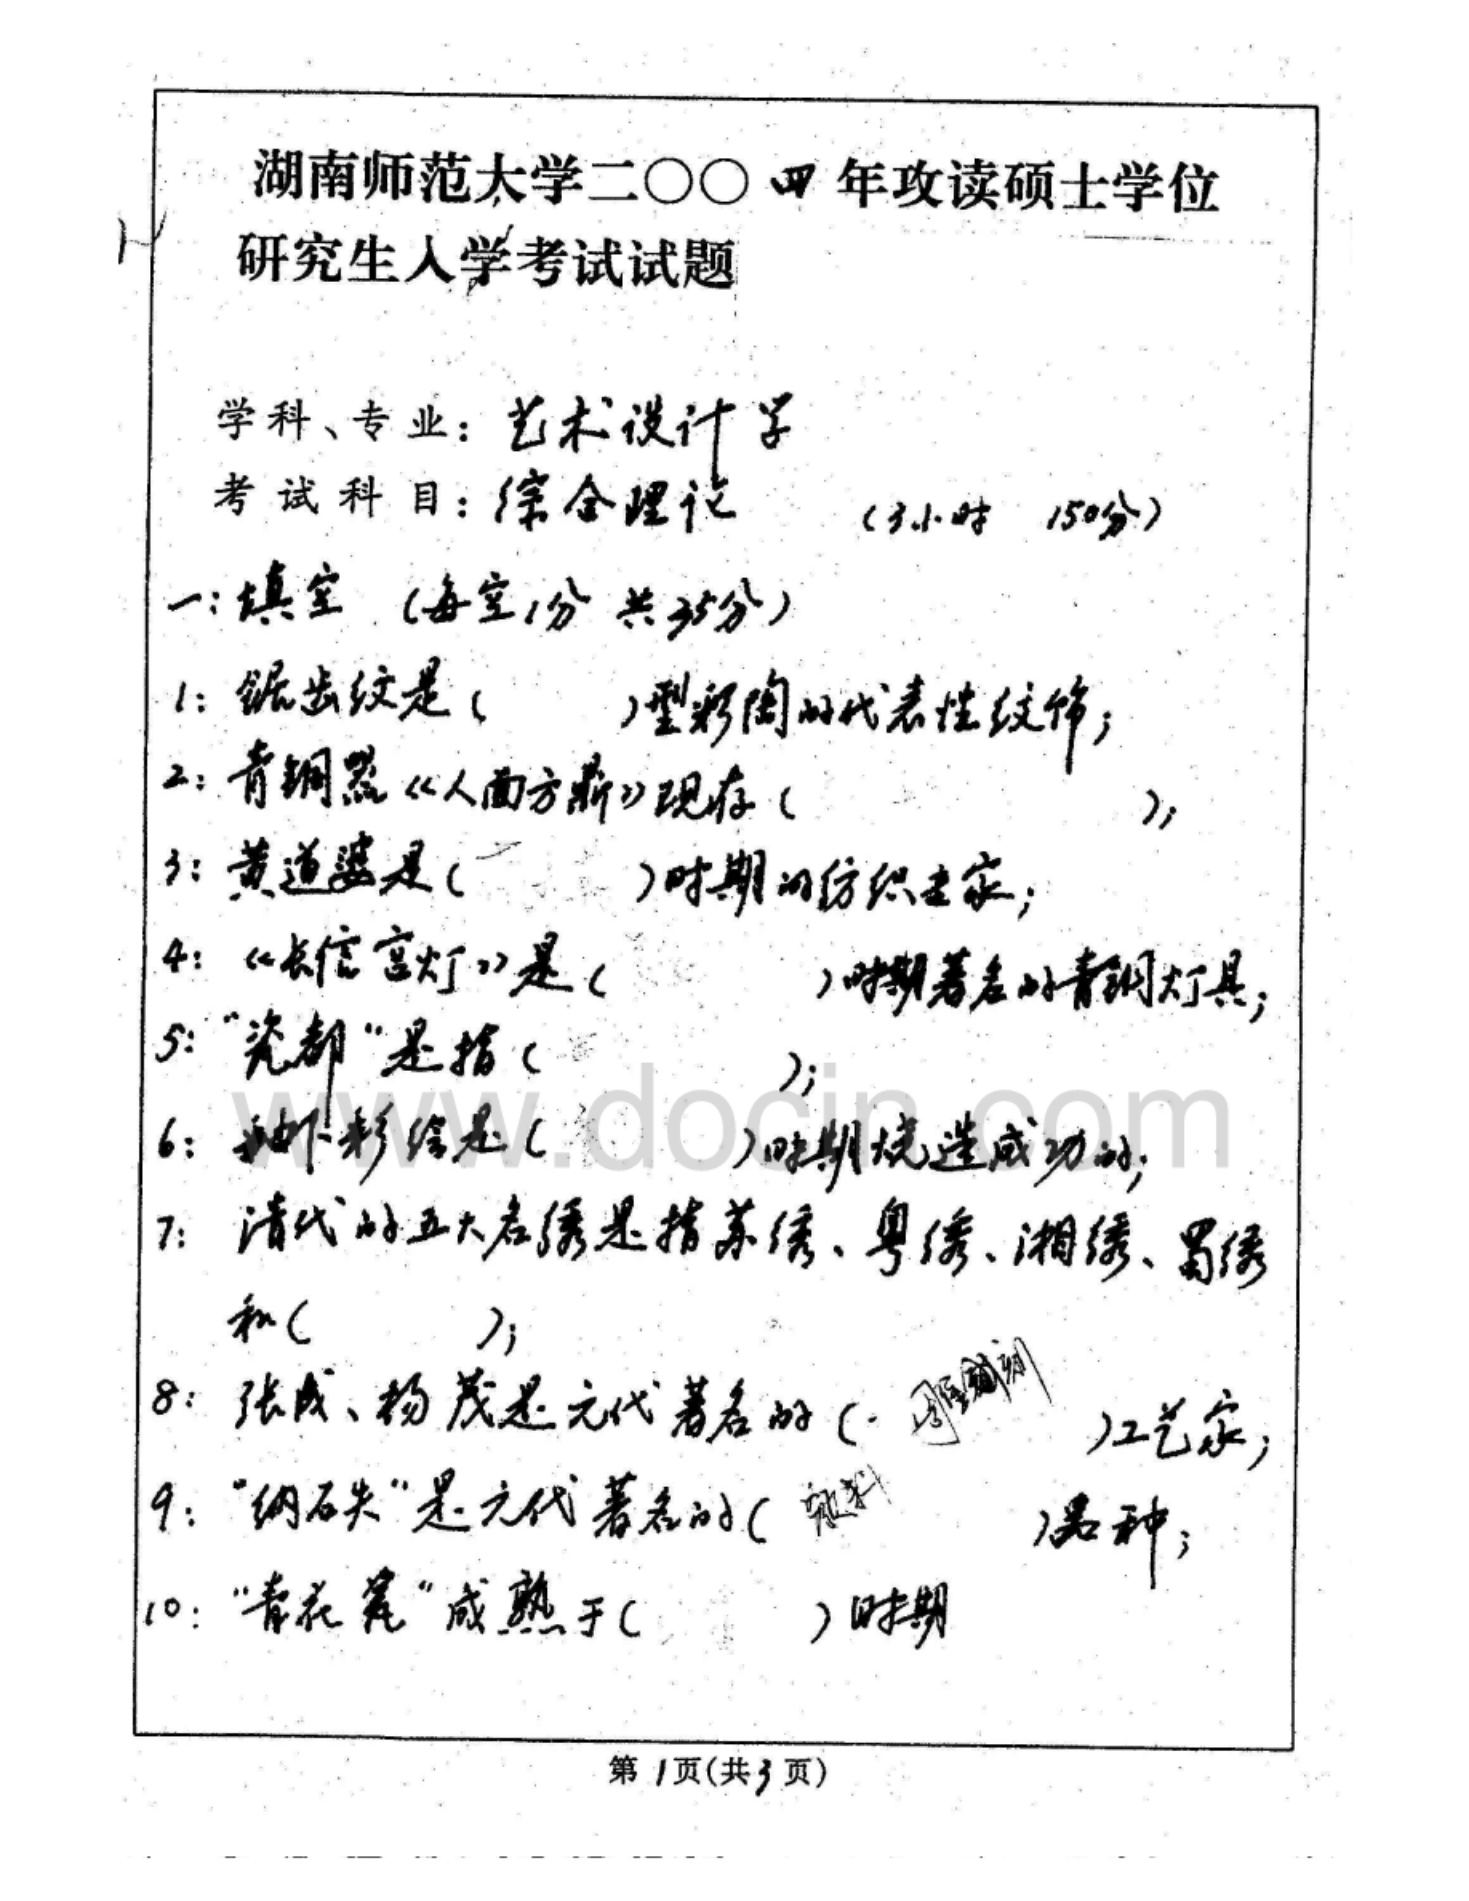 湖南师范大学二〇〇四年攻读硕士学位
研究生入学考试试题
学科、专业：艺术设计学
考试科目：综合理论 （3小时 150分）
一：填空 （每空1分 共35分）
1：锯齿纹是（ ）型彩陶的代表性纹饰；
2：青铜器《人面方鼎》现存（ ）；
3：黄道婆是（ ）时期的纺织专家；
4：《长信宫灯》是（ ）时期著名的青铜灯具；
5：“瓷都”是指（ ）；
www.docin.com
6：釉下彩绘是（ ）时期烧造成功的；
7：清代的五大名绣是指苏绣、粤绣、湘绣、蜀绣
和（ ）；
8：张成、杨茂是元代著名的（ ）工艺家；
9：“纳石失”是元代著名的（ ）品种；
10：“青花瓷”成熟于（ ）时期
第1页（共3页）